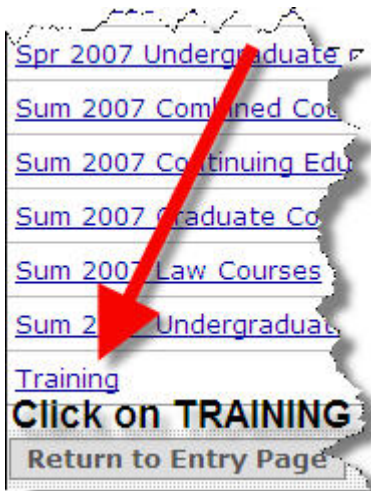 Spr 2007 Undergraduate
Sum 2007 Combined
Sum 2007 Continuing
Sum 2007 Graduate
Sum 2007 Law Courses
Sum Undergraduat
Training
Click on TRAINING
Return to Entry Page